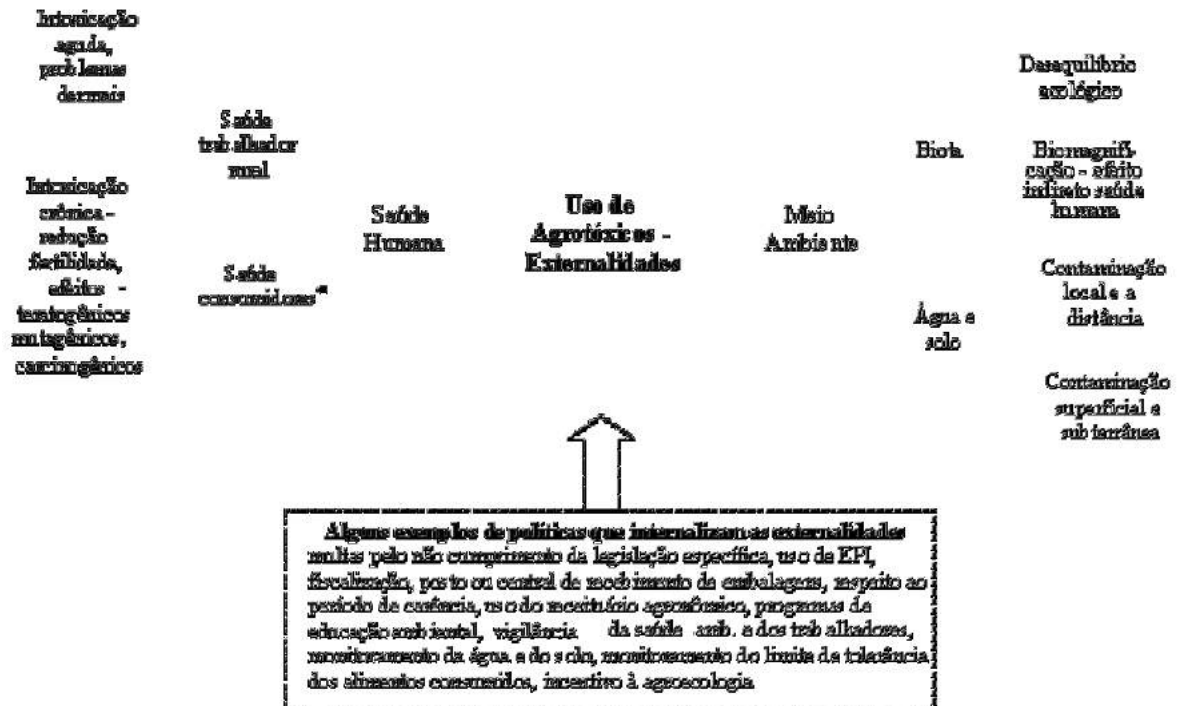 Intoxicação
aguda,
problemas
dermais
Intoxicação
crônica -
redução
fertilidade,
efeitos -
teratogênicos
mutagênicos,
carcinogênicos
Saúde
trabalhador
rural
Saúde
consumidores
Saúde
Humana
Uso de
Agrotóxicos -
Externalidades
Meio
Ambiente
Biota
Água e
solo
Desequilíbrio
ecológico
Biomagnifi-
cação - efeito
indireto saúde
humana
Contaminação
local e a
distância
Contaminação
superficial e
subterrânea
Alguns exemplos de políticas que internalizam as externalidades
multas pelo não cumprimento da legislação específica, uso de EPI,
fiscalização, posto ou central de recebimento de embalagens, respeito ao
período de carência, uso do receituário agronômico, programas de
educação ambiental, vigilância da saúde amb. e dos trabalhadores,
monitoramento da água e do solo, monitoramento do limite de tolerância
dos alimentos consumidos, incentivo à agroecologia